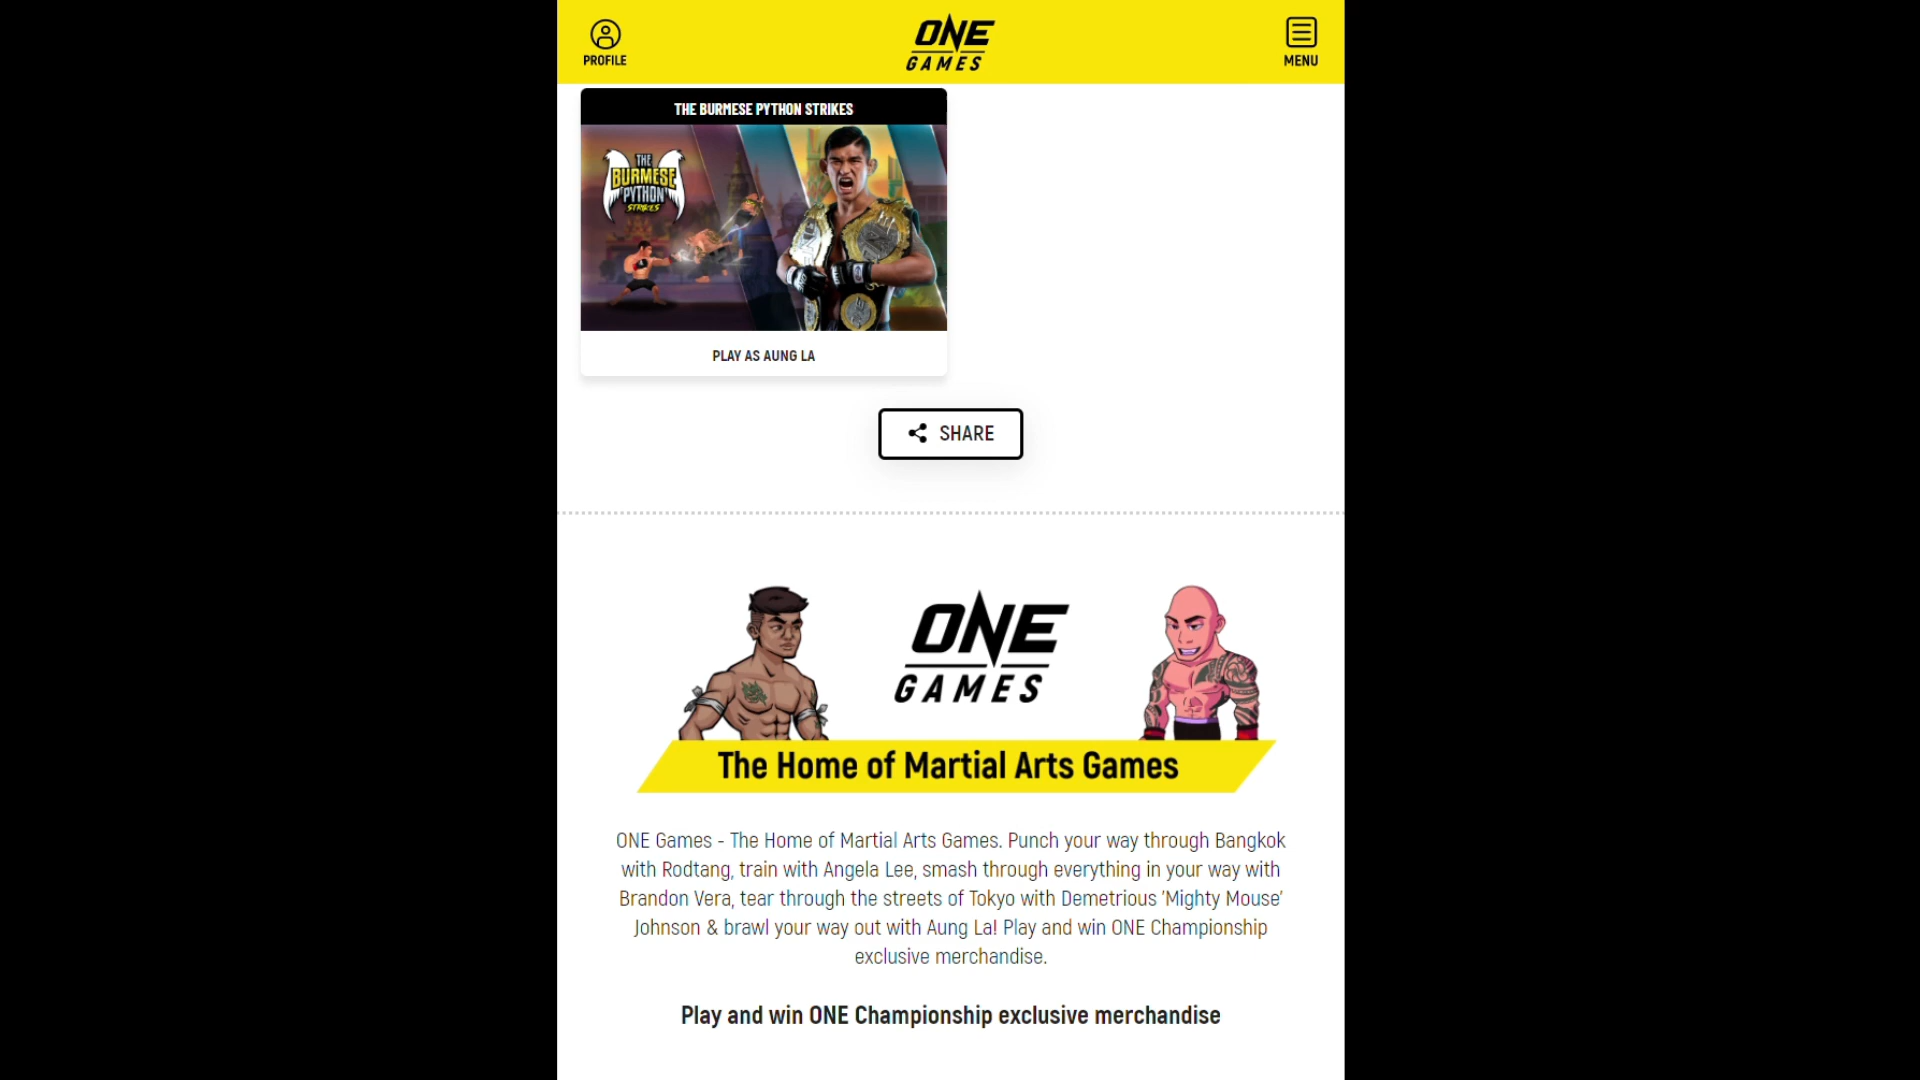 PROFILE
ONE
GAMES
MENU
THE BURMESE PYTHON STRIKES
THE
BURMESE
PYTHON
STRIKES
PLAY AS AUNG LA
SHARE
ONE
GAMES
The Home of Martial Arts Games
ONE Games - The Home of Martial Arts Games. Punch your way through Bangkok
with Rodtang, train with Angela Lee, smash through everything in your way with
Brandon Vera, tear through the streets of Tokyo with Demetrious 'Mighty Mouse'
Johnson & brawl your way out with Aung La! Play and win ONE Championship
exclusive merchandise.
Play and win ONE Championship exclusive merchandise